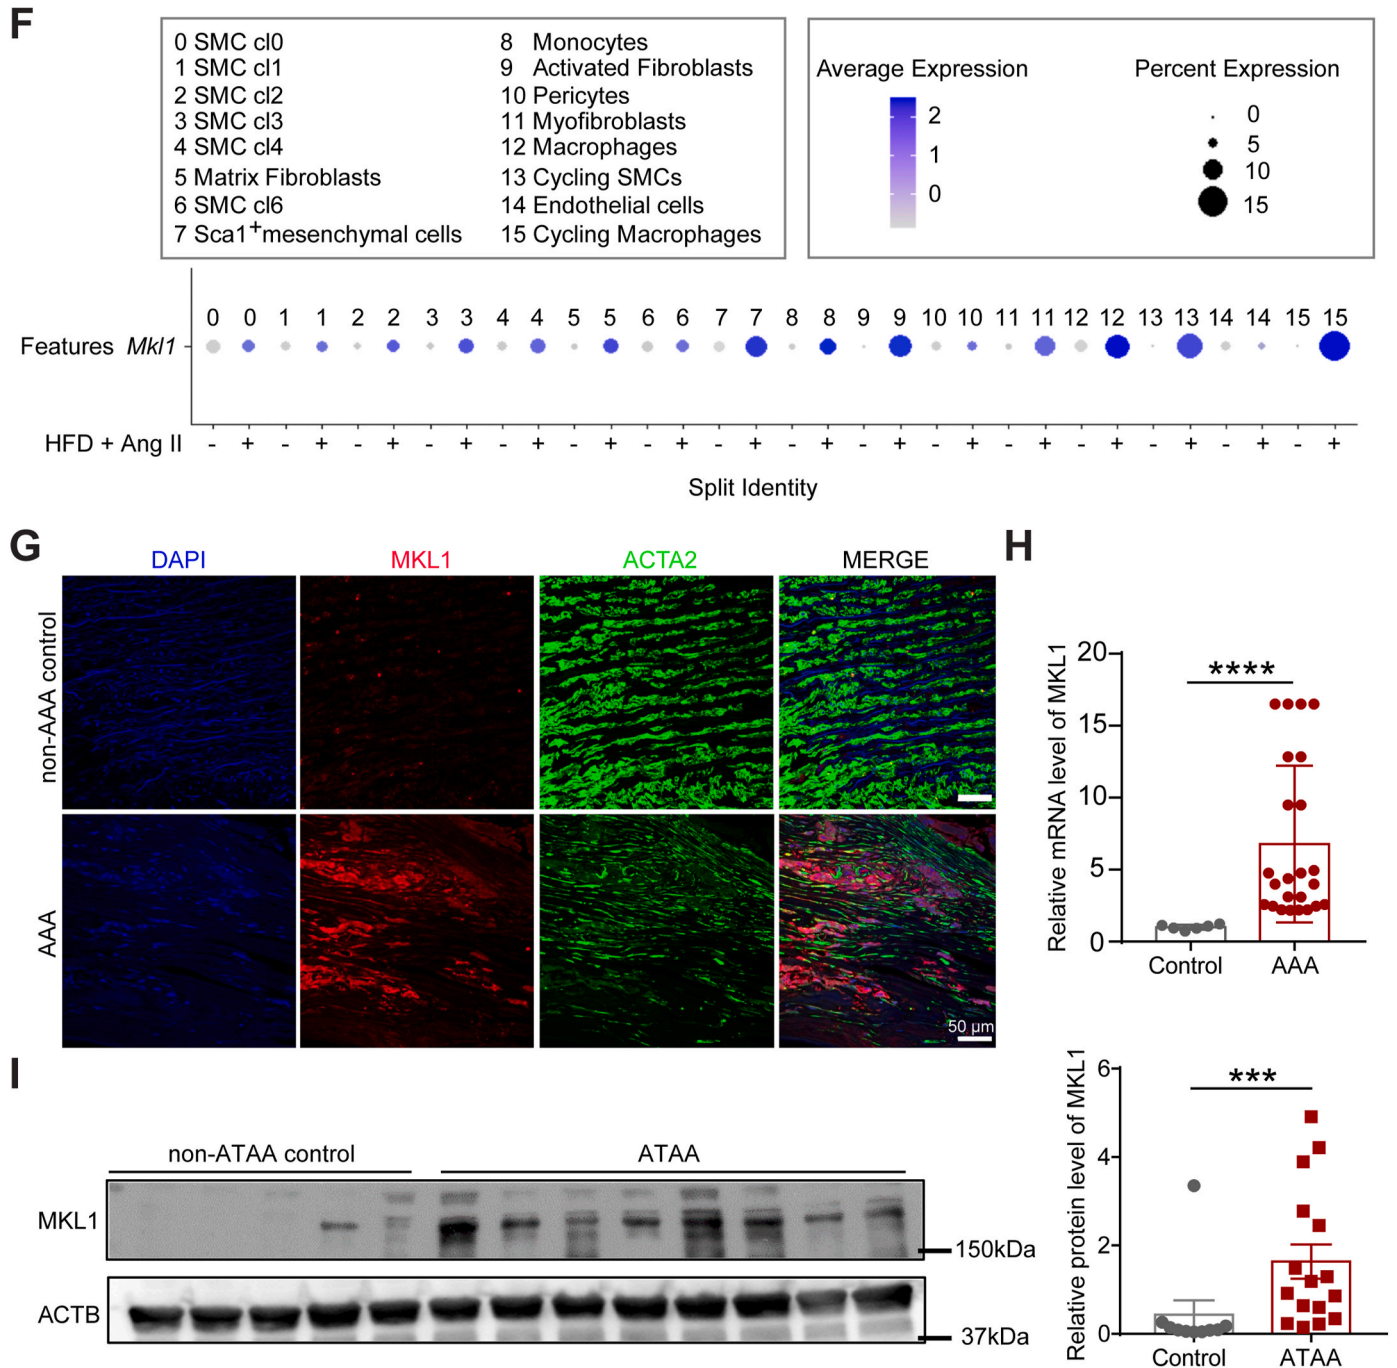 F
0 SMC cl0
1 SMC cl1
2 SMC cl2
3 SMC cl3
4 SMC cl4
5 Matrix Fibroblasts
6 SMC cl6
7 Sca1+mesenchymal cells
8 Monocytes
9 Activated Fibroblasts
10 Pericytes
11 Myofibroblasts
12 Macrophages
13 Cycling SMCs
14 Endothelial cells
15 Cycling Macrophages
Average Expression
2
1
0
Percent Expression
0
5
10
15
0 0 1 1 2 2 3 3 4 4 5 5 6 6 7 7 8 8 9 9 10 10 11 11 12 12 13 13 14 14 15 15
Features Mkl1
HFD + Ang II - + - + - + - + - + - + - + - + - + - + - + - + - + - + - + - +
Split Identity
G
DAPI MKL1 ACTA2 MERGE
non-AAA control
AAA
50 µm
H
Relative mRNA level of MKL1
20
15
10
5
0
****
Control AAA
I
non-ATAA control ATAA
MKL1
150kDa
ACTB
37kDa
Relative protein level of MKL1
6
4
2
0
***
Control ATAA